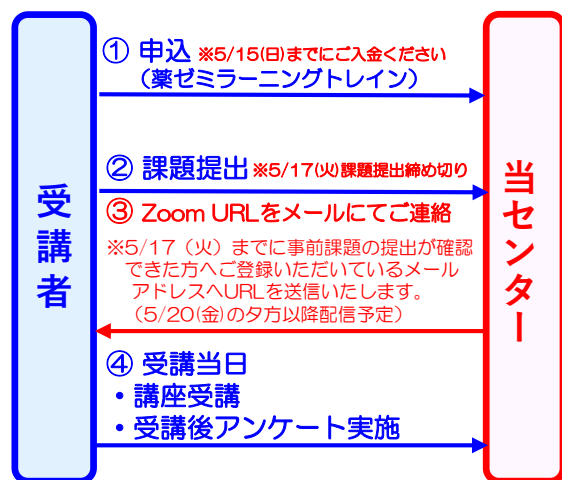 受講者
① 申込 ※5/15(日)までにご入金ください
（薬ゼミラーニングトレイン）
② 課題提出 ※5/17(火)課題提出締め切り
③ Zoom URLをメールにてご連絡
※5/17（火）までに事前課題の提出が確認
できた方へご登録いただいているメール
アドレスへURLを送信いたします。
（5/20(金)の夕方以降配信予定）
④ 受講当日
・講座受講
・受講後アンケート実施
当センター